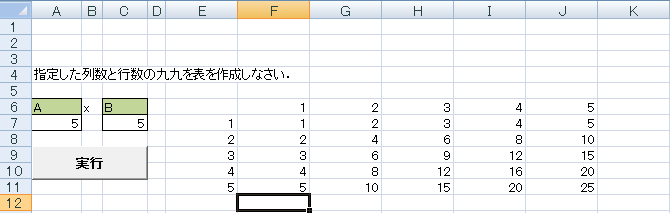 A B C D E F G H I J K
1
2
3
4 指定した列数と行数の九九を表を作成しなさい.
5
6 A x B 1 2 3 4 5
7 5 5 1 1 2 3 4 5
8 2 2 4 6 8 10
9 実行 3 3 6 9 12 15
10 4 4 8 12 16 20
11 5 5 10 15 20 25
12